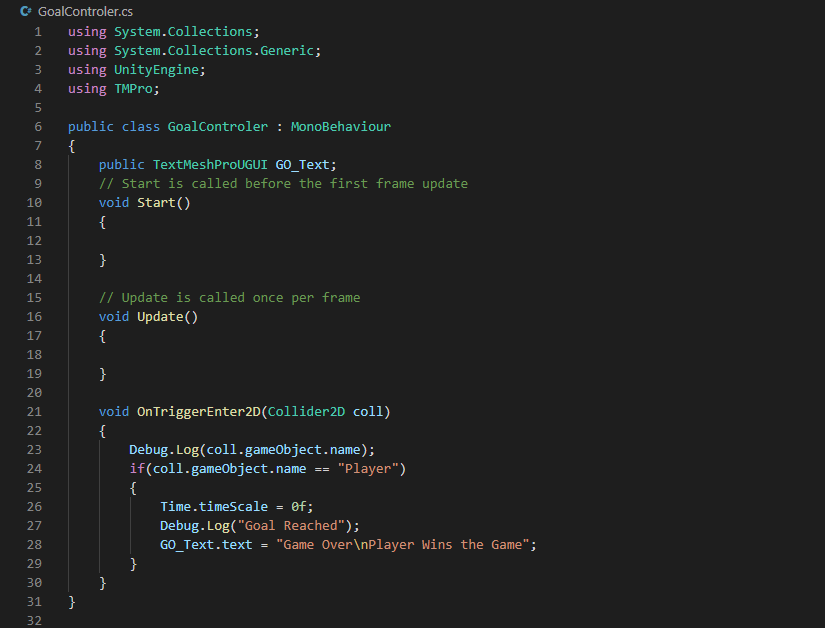 GoalControler.cs
1 using System.Collections;
2 using System.Collections.Generic;
3 using UnityEngine;
4 using TMPro;
5
6 public class GoalControler : MonoBehaviour
7 {
8     public TextMeshProUGUI GO_Text;
9     // Start is called before the first frame update
10     void Start()
11     {
12
13     }
14
15     // Update is called once per frame
16     void Update()
17     {
18
19     }
20
21     void OnTriggerEnter2D(Collider2D coll)
22     {
23         Debug.Log(coll.gameObject.name);
24         if(coll.gameObject.name == "Player")
25         {
26             Time.timeScale = 0f;
27             Debug.Log("Goal Reached");
28             GO_Text.text = "Game Over\nPlayer Wins the Game";
29         }
30     }
31 }
32